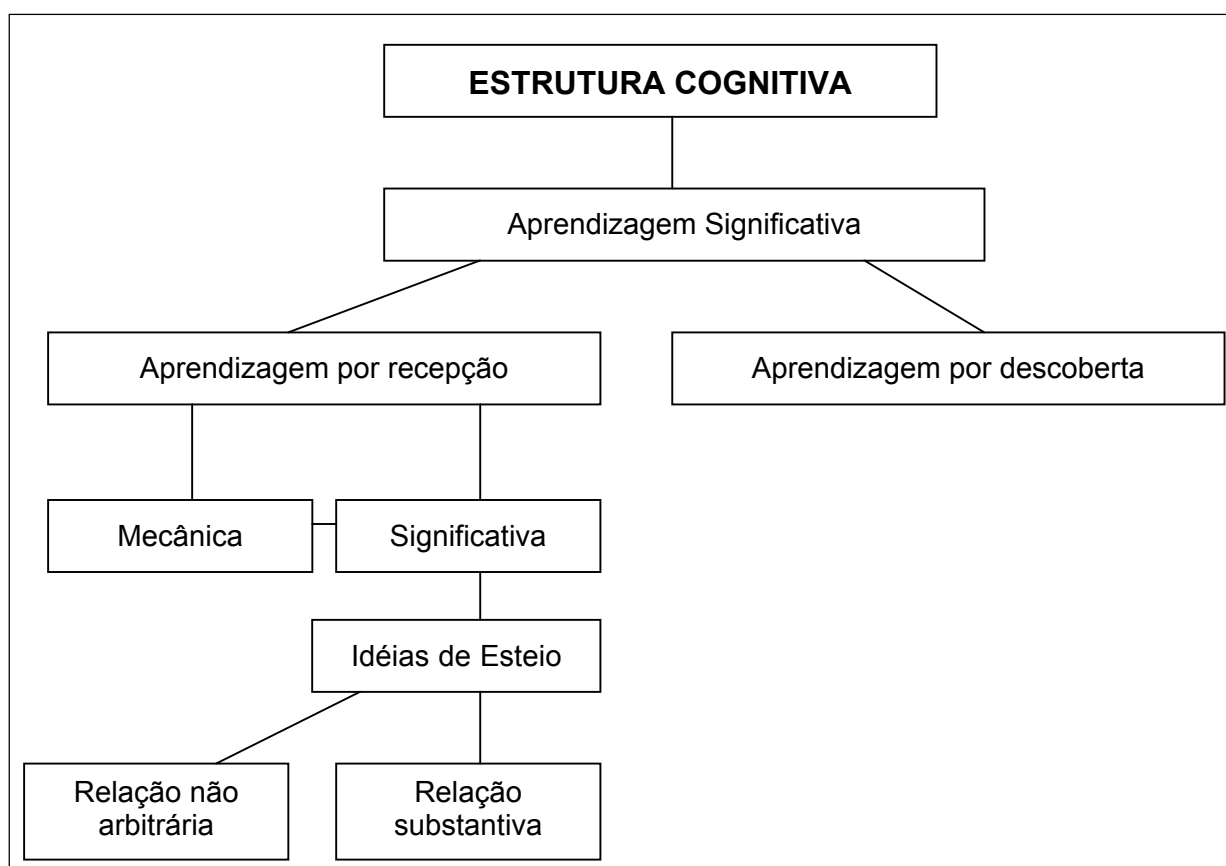 ESTRUTURA COGNITIVA
Aprendizagem Significativa
Aprendizagem por recepção
Aprendizagem por descoberta
Mecânica
Significativa
Idéias de Esteio
Relação não
arbitrária
Relação
substantiva